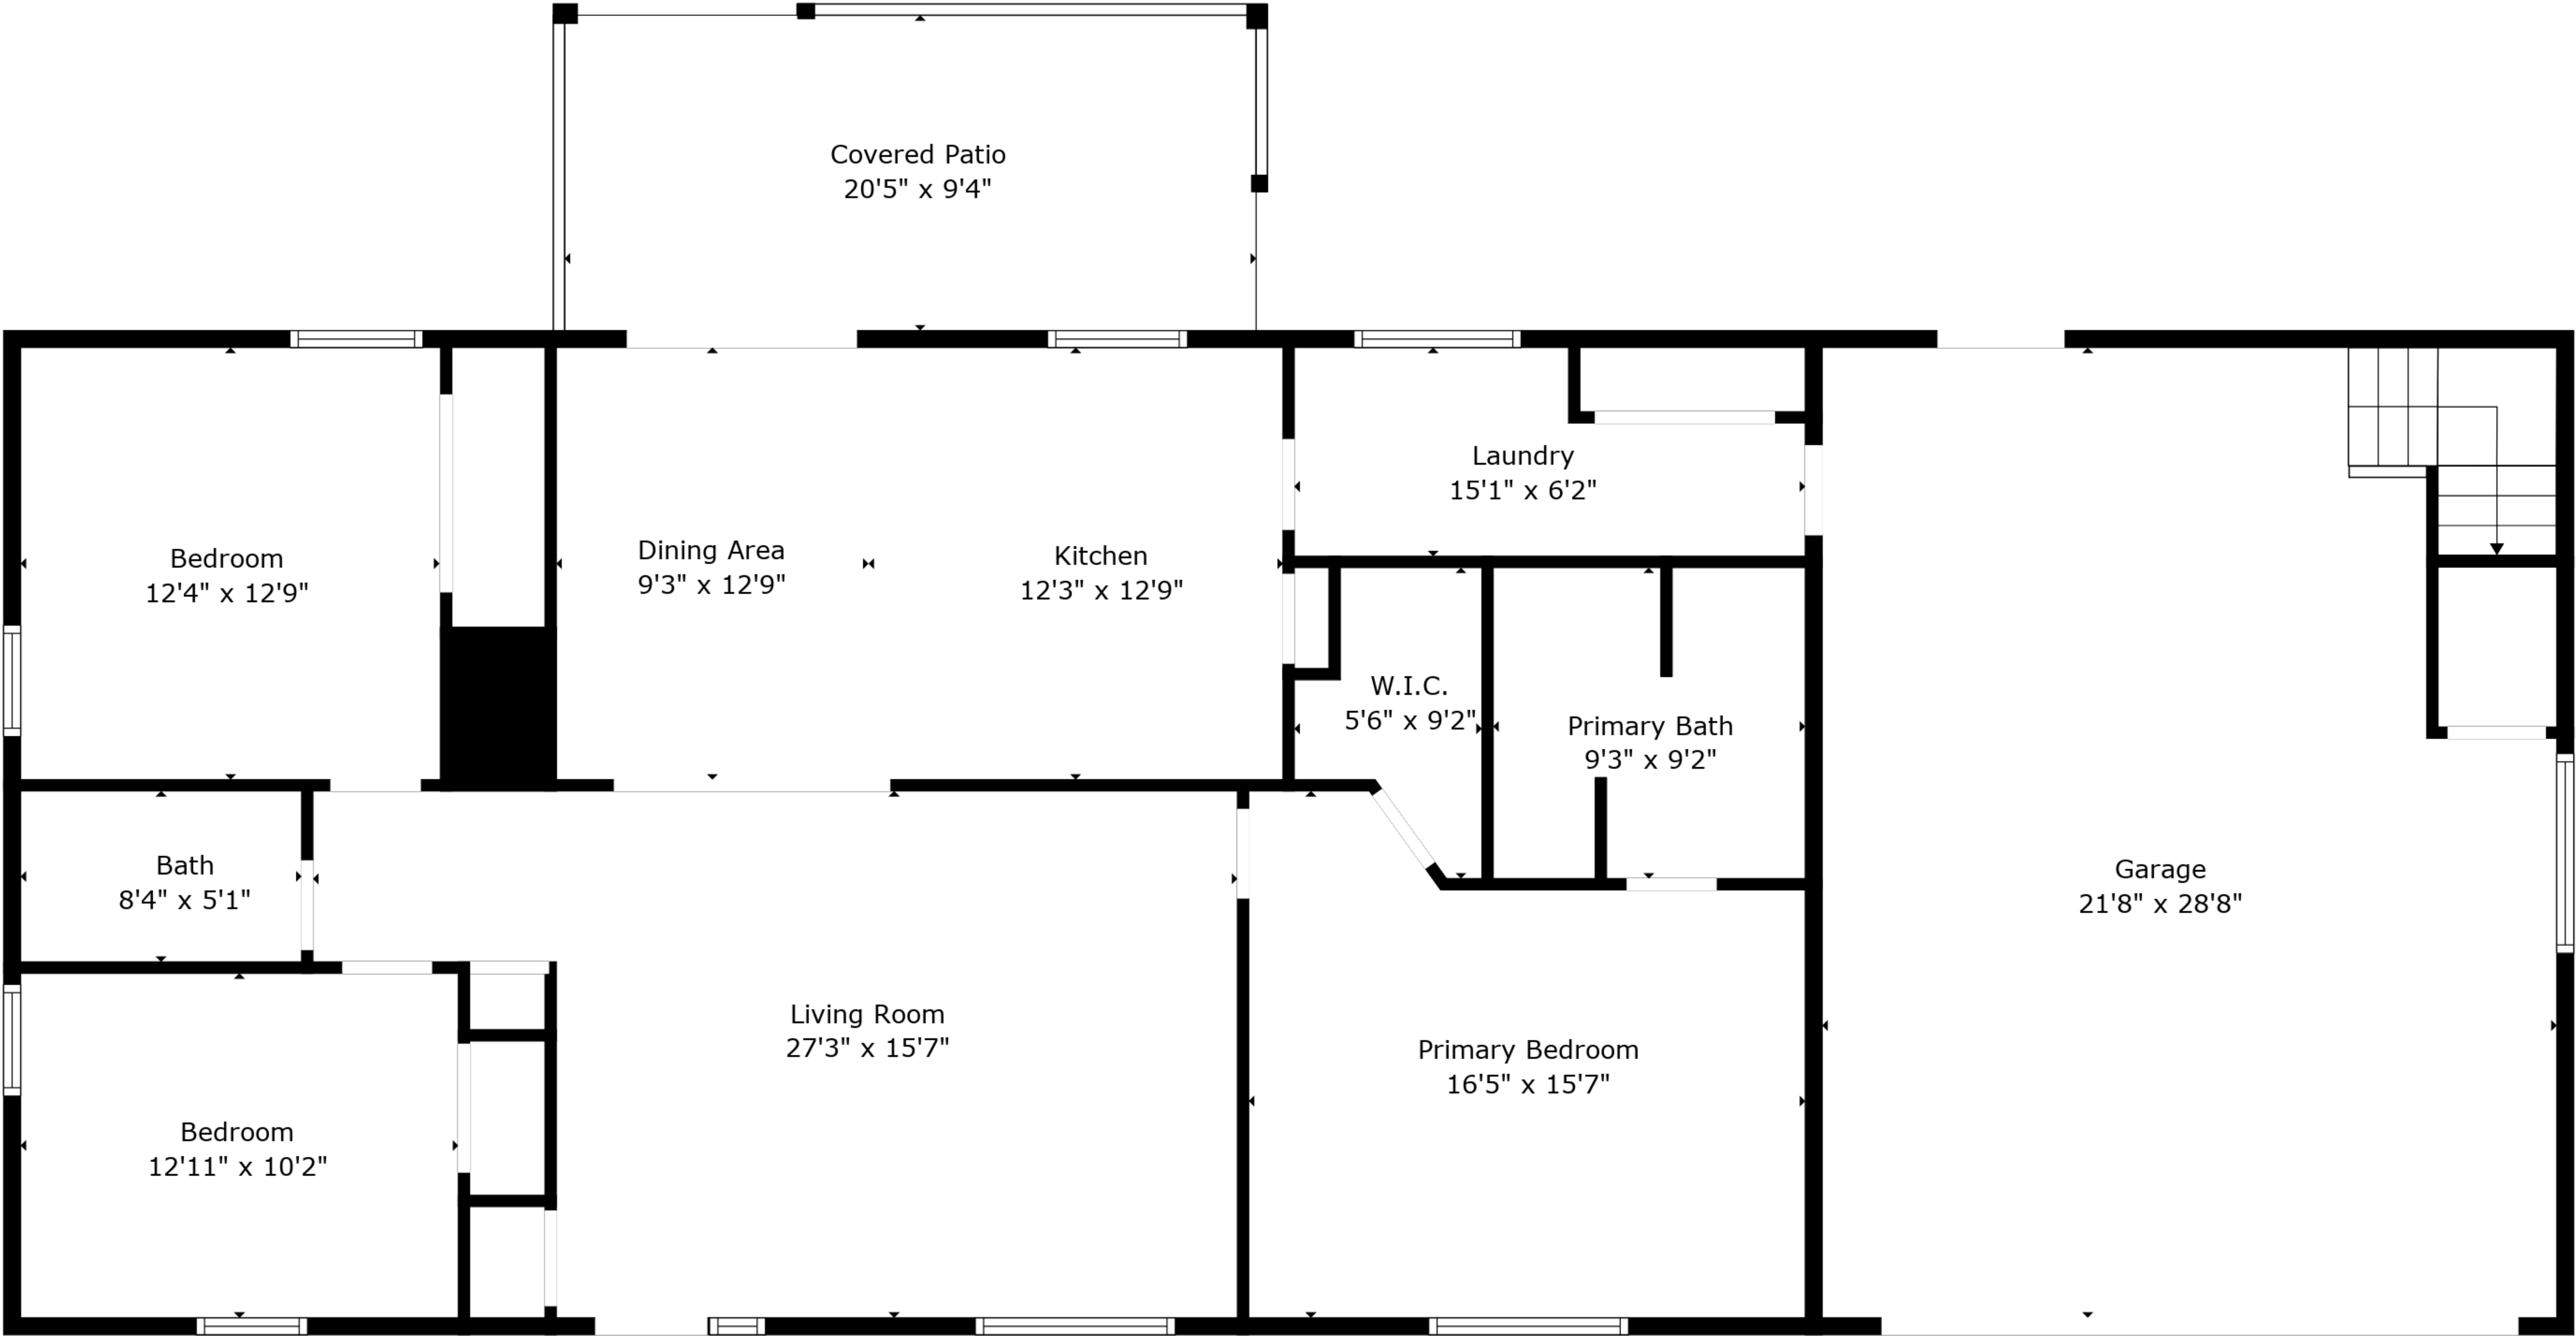 Covered Patio
20'5" x 9'4"
Laundry
15'1" x 6'2"
Bedroom
12'4" x 12'9"
Dining Area
9'3" x 12'9"
Kitchen
12'3" x 12'9"
W.I.C.
5'6" x 9'2"
Primary Bath
9'3" x 9'2"
Bath
8'4" x 5'1"
Garage
21'8" x 28'8"
Living Room
27'3" x 15'7"
Primary Bedroom
16'5" x 15'7"
Bedroom
12'11" x 10'2"